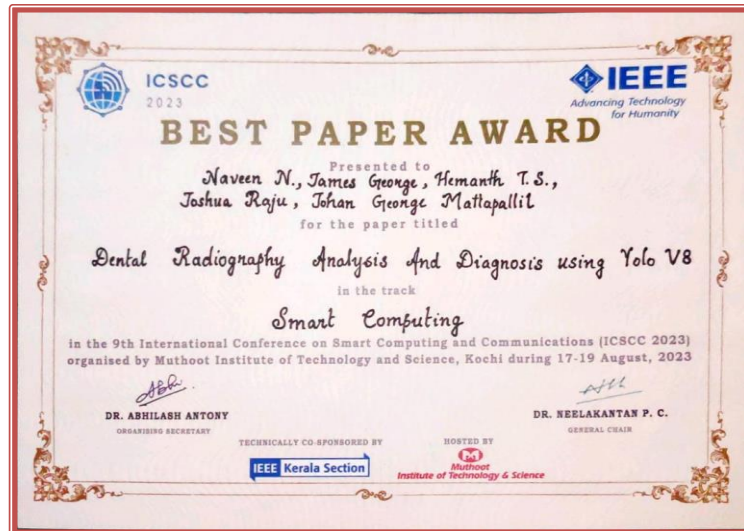 ICSCC
2023
IEEE
Advancing Technology
for Humanity
BEST PAPER AWARD
Presented to
Naveen N., James George, Hemanth T.S.,
Joshua Raju, Johan George Mattapallil
for the paper titled
Dental Radiography Analysis And Diagnosis using Yolo V8
in the track
Smart Computing
in the 9th International Conference on Smart Computing and Communications (ICSCC 2023)
organised by Muthoot Institute of Technology and Science, Kochi during 17-19 August, 2023
DR. ABHILASH ANTONY
ORGANISING SECRETARY
DR. NEELAKANTAN P. C.
GENERAL CHAIR
TECHNICALLY CO-SPONSORED BY
IEEE Kerala Section
HOSTED BY
Muthoot
Institute of Technology & Science